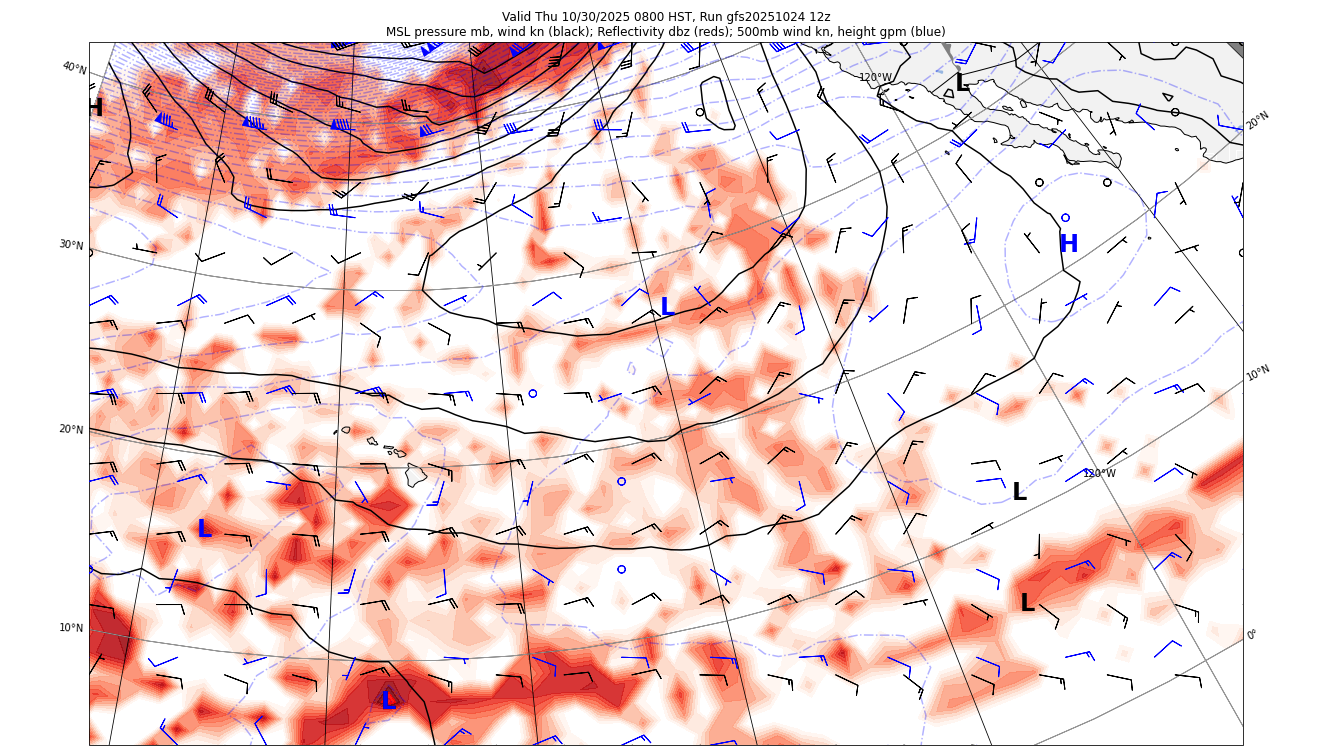 Valid Thu 10/30/2025 0800 HST, Run gfs20251024 12z
MSL pressure mb, wind kn (black); Reflectivity dbz (reds); 500mb wind kn, height gpm (blue)
40°N
120°W
L
H
20°N
30°N
H
L
10°N
20°N
120°W
L
L
L
10°N
0°
L